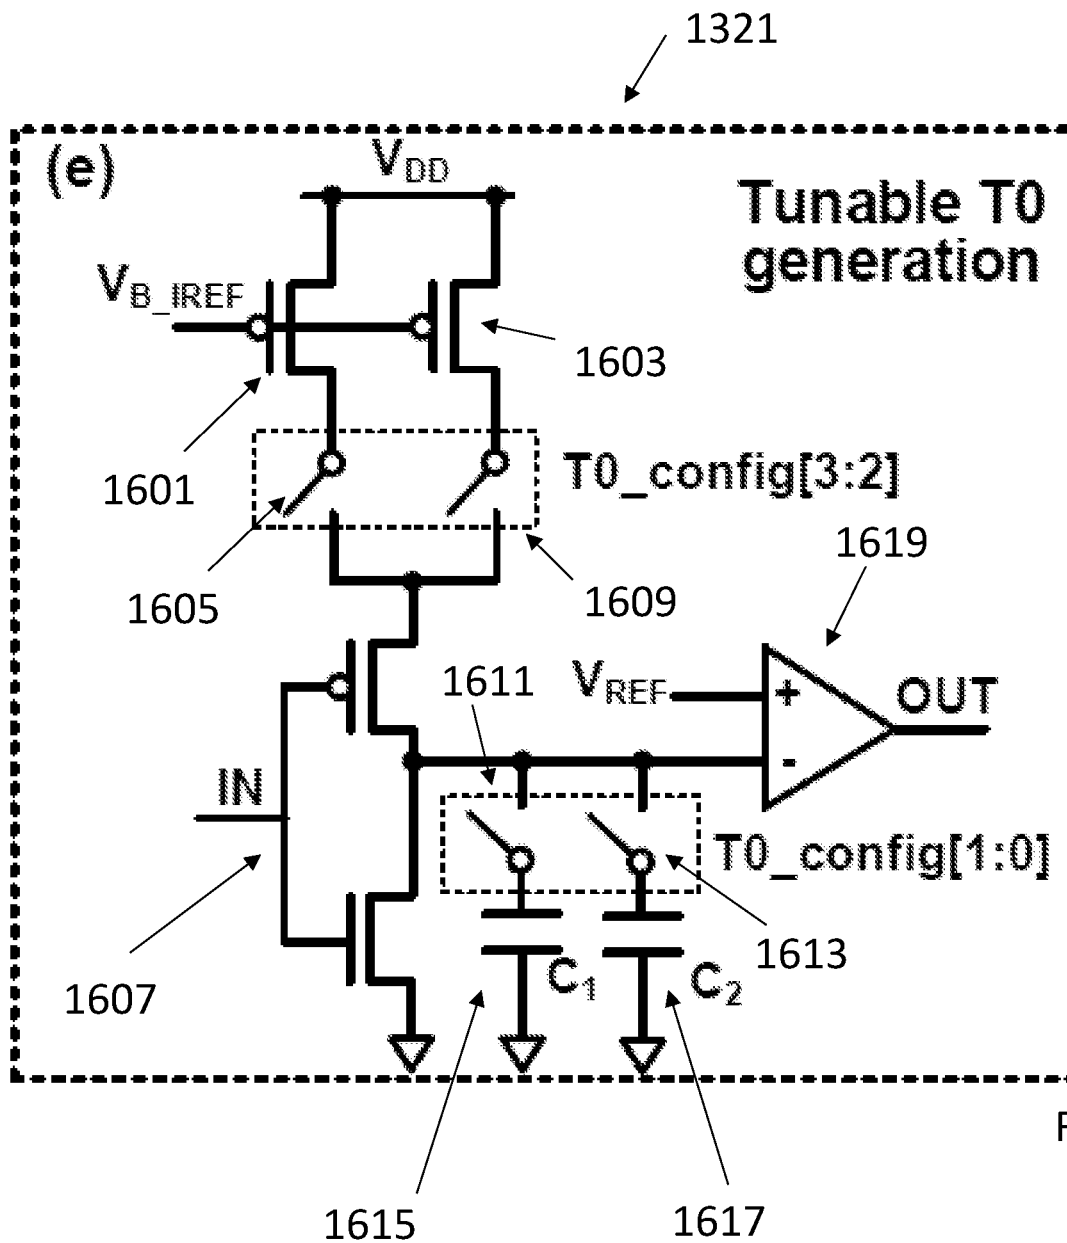 1321
(e)
VDD
Tunable T0
generation
VB_IREF
1603
1601
T0_config[3:2]
1619
1605
1609
1611
VREF
+
OUT
-
IN
T0_config[1:0]
1613
C1
C2
1607
F
1615
1617